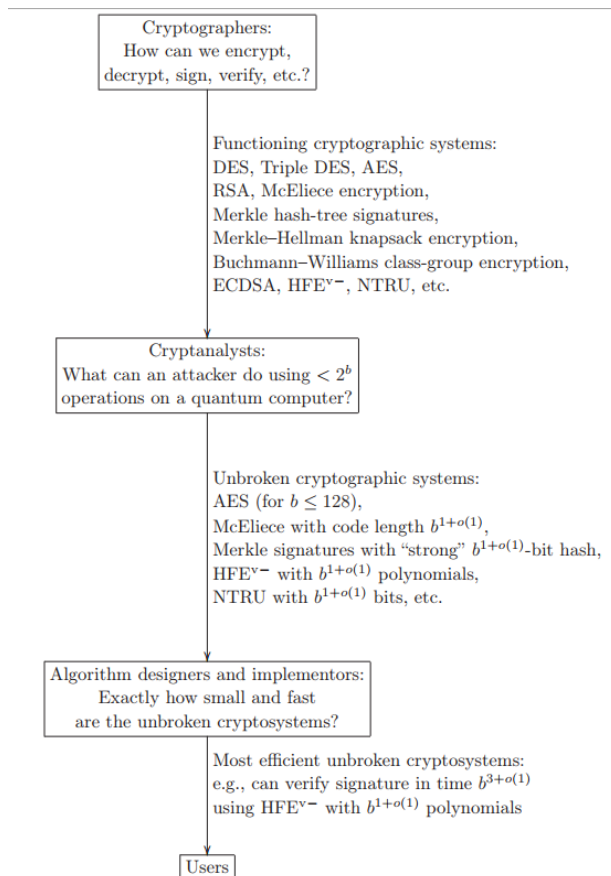 Cryptographers:
How can we encrypt,
decrypt, sign, verify, etc.?
Functioning cryptographic systems:
DES, Triple DES, AES,
RSA, McEliece encryption,
Merkle hash-tree signatures,
Merkle–Hellman knapsack encryption,
Buchmann–Williams class-group encryption,
ECDSA, HFEᵛ⁻, NTRU, etc.
Cryptanalysts:
What can an attacker do using < 2ᵇ
operations on a quantum computer?
Unbroken cryptographic systems:
AES (for b ≤ 128),
McEliece with code length b¹⁺ᵒ⁽¹⁾,
Merkle signatures with “strong” b¹⁺ᵒ⁽¹⁾-bit hash,
HFEᵛ⁻ with b¹⁺ᵒ⁽¹⁾ polynomials,
NTRU with b¹⁺ᵒ⁽¹⁾ bits, etc.
Algorithm designers and implementors:
Exactly how small and fast
are the unbroken cryptosystems?
Most efficient unbroken cryptosystems:
e.g., can verify signature in time b³⁺ᵒ⁽¹⁾
using HFEᵛ⁻ with b¹⁺ᵒ⁽¹⁾ polynomials
Users